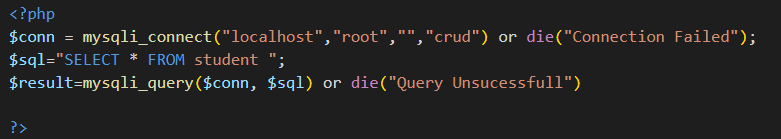 <?php
$conn = mysqli_connect("localhost","root","","crud") or die("Connection Failed");
$sql="SELECT * FROM student ";
$result=mysqli_query($conn, $sql) or die("Query Unsucessfull")
?>